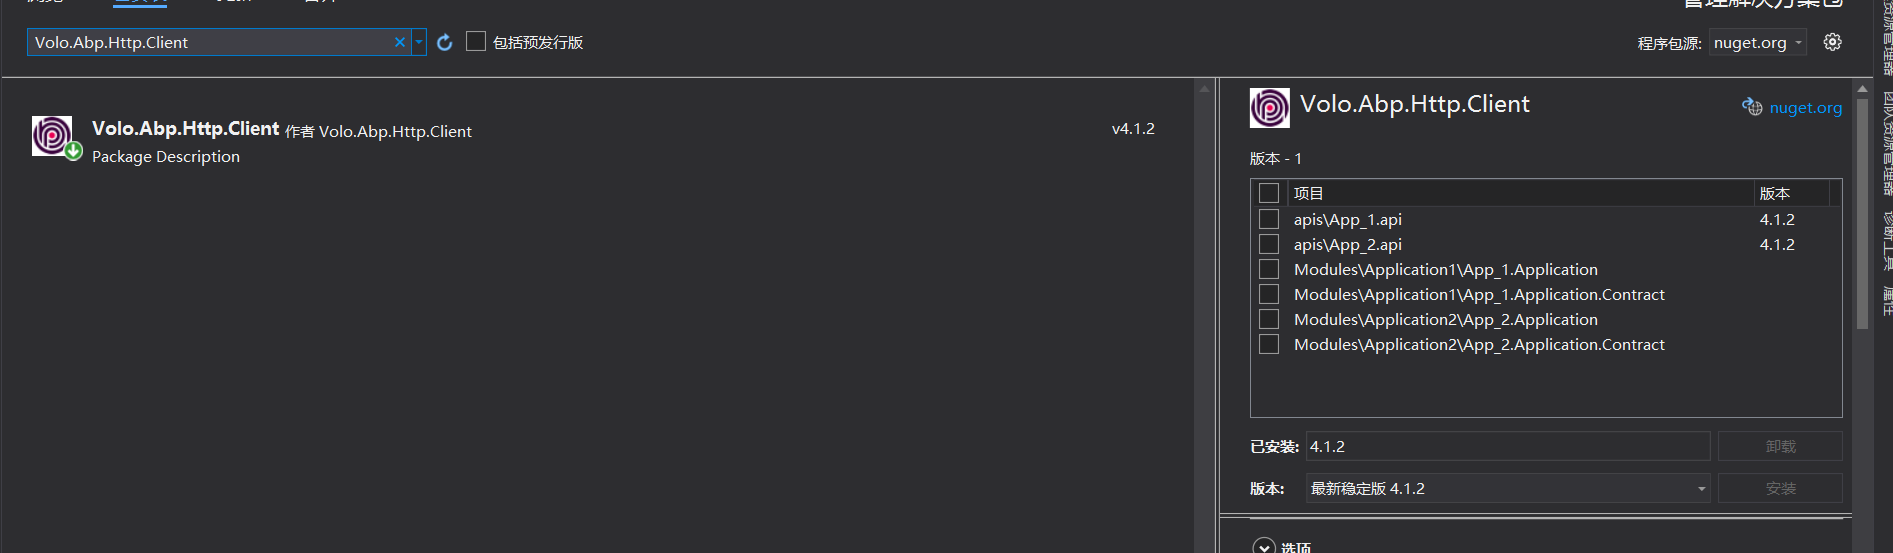 管理解决方案包
Volo.Abp.Http.Client
包括预发行版
程序包源: nuget.org
Volo.Abp.Http.Client 作者 Volo.Abp.Http.Client
v4.1.2
Package Description
Volo.Abp.Http.Client
nuget.org
版本 - 1
项目 版本
apis\App_1.api 4.1.2
apis\App_2.api 4.1.2
Modules\Application1\App_1.Application
Modules\Application1\App_1.Application.Contract
Modules\Application2\App_2.Application
Modules\Application2\App_2.Application.Contract
已安装: 4.1.2 卸载
版本: 最新稳定版 4.1.2 安装
选项
资源管理器
团队资源管理器
诊断工具
属性